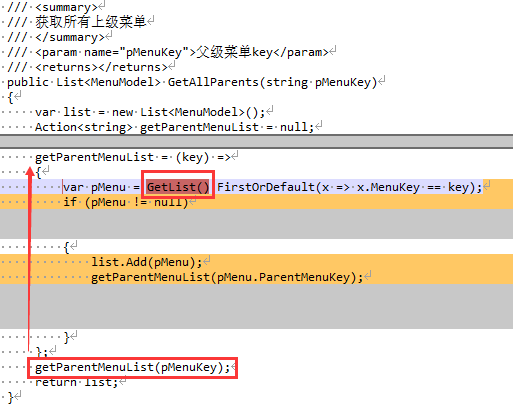 /// <summary>
/// 获取所有上级菜单
/// </summary>
/// <param name="pMenuKey">父级菜单key</param>
/// <returns></returns>
public List<MenuModel> GetAllParents(string pMenuKey)
{
var list = new List<MenuModel>();
Action<string> getParentMenuList = null;
getParentMenuList = (key) =>
{
var pMenu = GetList() FirstOrDefault(x => x.MenuKey == key);
if (pMenu != null)
{
list.Add(pMenu);
getParentMenuList(pMenu.ParentMenuKey);
}
};
getParentMenuList(pMenuKey);
return list;
}